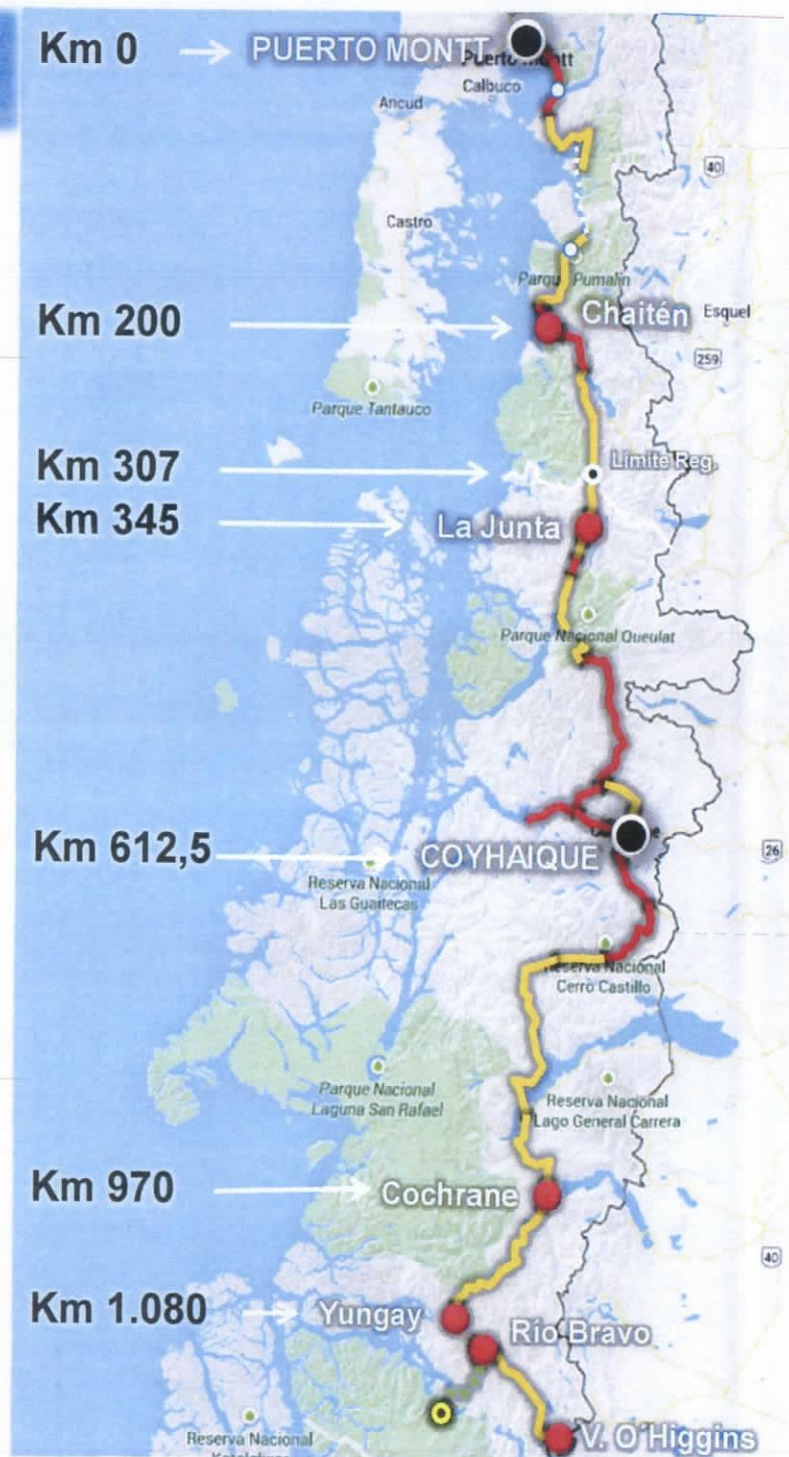 Km 0
PUERTO MONTT
Puerto Montt
Calbuco
Ancud
40
Castro
Parque Pumalín
Km 200
Chaitén
Esquel
259
Parque Tantauco
Km 307
Límite Reg.
Km 345
La Junta
Parque Nacional Queulat
Km 612,5
COYHAIQUE
26
Reserva Nacional
Las Guaitecas
Reserva Nacional
Cerro Castillo
Parque Nacional
Laguna San Rafael
Reserva Nacional
Lago General Carrera
Km 970
Cochrane
40
Km 1.080
Yungay
Río Bravo
V. O´Higgins
Reserva Nacional